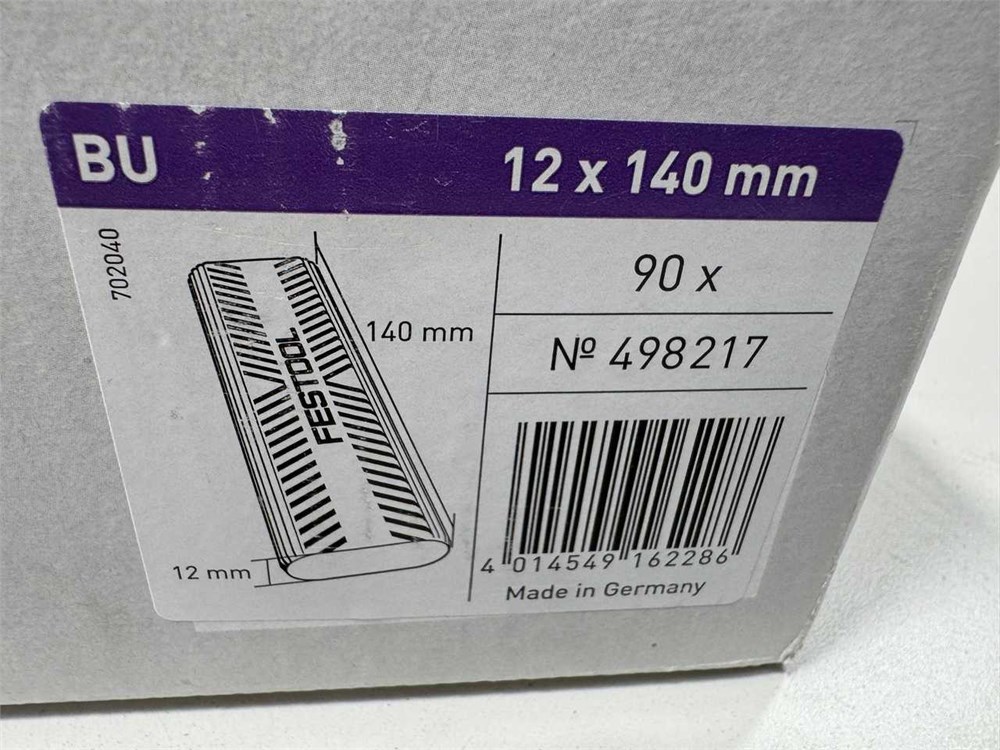 BU
12 x 140 mm
702040
FESTOOL
140 mm
12 mm
90 x
Nº 498217
4 014549 162286
Made in Germany